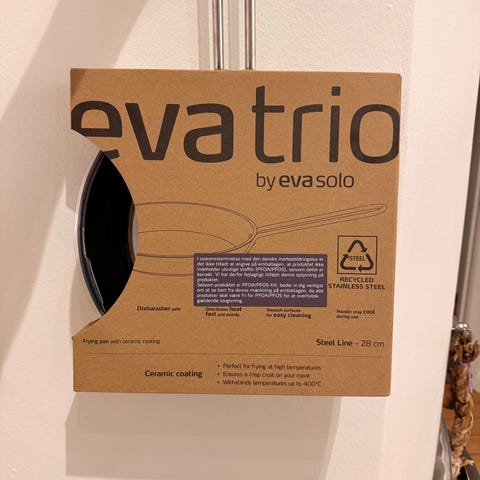 eva trio
by eva solo
I overensstemmelse med den danske markedsføringslov er
det ikke tilladt at angive på emballagen, at produktet ikke
indeholder ulovlige stoffer (PFOA/PFOS), selvom dette er
korrekt. Vi har derfor fejlagtigt tilføjet denne oplysning på
produktet.
Selvom produktet er PFOA/PFOS-frit, beder vi dig venligst
om at se bort fra denne mærkning på emballagen, da alle
produkter skal være fri for PFOA/PFOS for at overholde
gældende lovgivning.
STEEL
RECYCLED
STAINLESS STEEL
Dishwasher safe
Distributes heat
fast and evenly
Smooth surfaces
for easy cleaning
Handle stay cool
during use
Frying pan with ceramic coating
Steel Line – 28 cm
Ceramic coating
• Perfect for frying at high temperatures
• Ensures a crisp crust on your meat
• Withstands temperatures up to 400°C